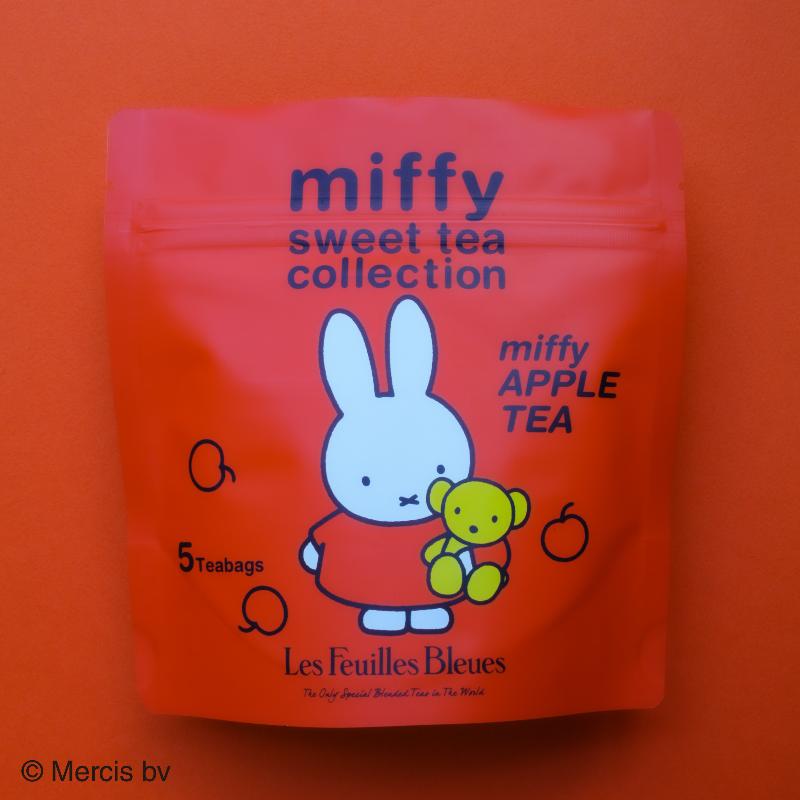 miffy
sweet tea
collection
miffy
APPLE
TEA
5 Teabags
Les Feuilles Bleues
The Only Special Blended Teas in The World
© Mercis bv